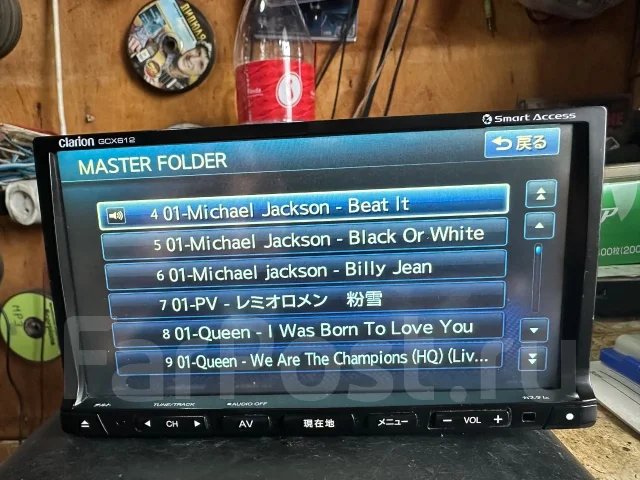 Smart Access
Clarion GCX612
MASTER FOLDER
戻る
4 01-Michael Jackson - Beat It
5 01-Michael Jackson - Black Or White
6 01-Michael jackson - Billy Jean
7 01-PV - レミオロメン 粉雪
8 01-Queen - I Was Born To Love You
9 01-Queen - We Are The Champions (HQ) (Liv...
FarPost.ru
TUNE/TRACK
AUDIO OFF
CH
AV
現在地
メニュー
- VOL +
MP3